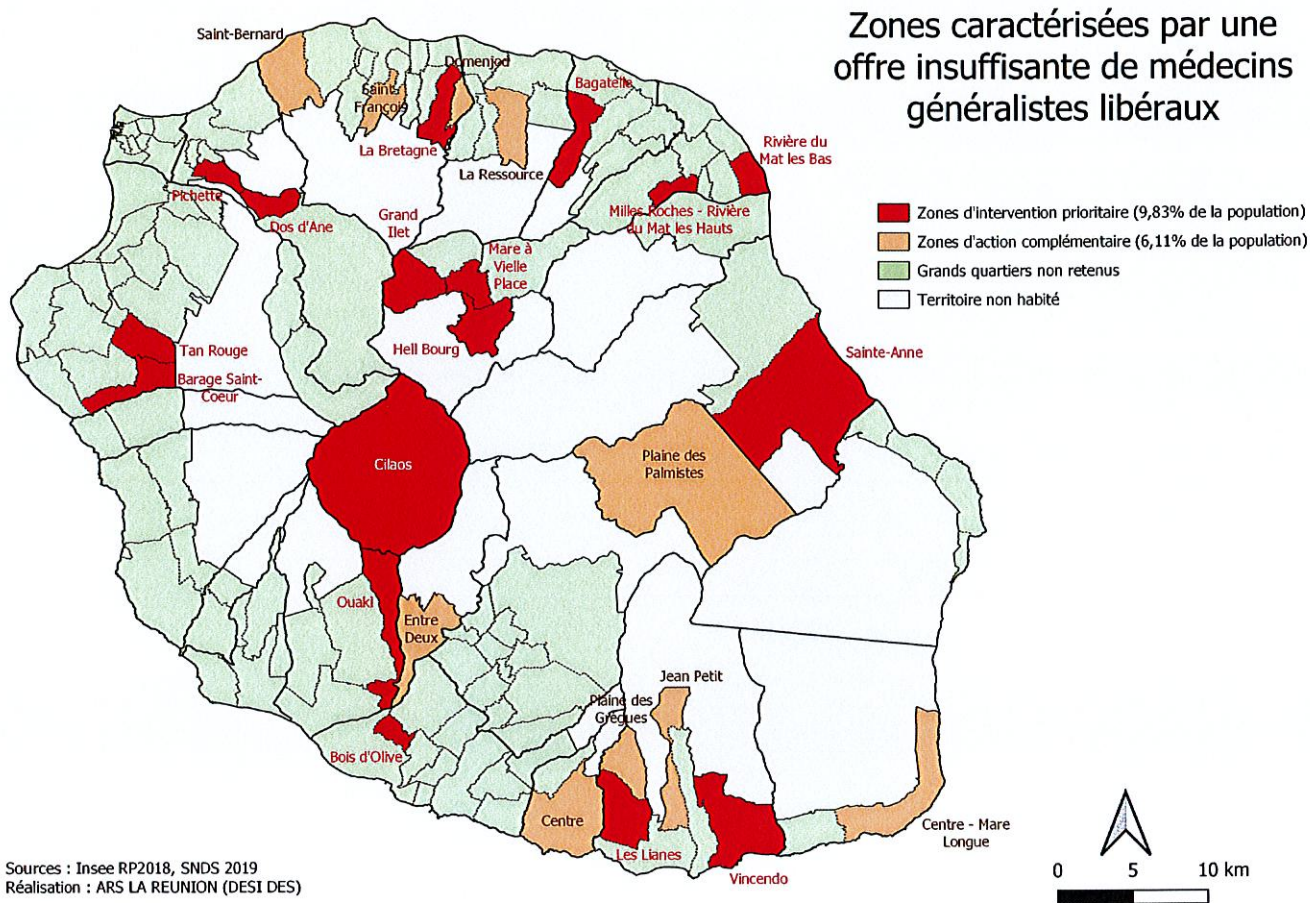 Zones caractérisées par une
offre insuffisante de médecins
généralistes libéraux
Saint-Bernard
Domenjod
Saint-
François
Bagatelle
La Bretagne
La Ressource
Rivière du
Mat les Bas
Pichette
Dos d'Ane
Grand
Ilet
Milles Roches - Rivière
du Mat les Hauts
Mare à
Vielle
Place
Zones d'intervention prioritaire (9,83% de la population)
Zones d'action complémentaire (6,11% de la population)
Grands quartiers non retenus
Territoire non habité
Tan Rouge
Hell Bourg
Sainte-Anne
Barage Saint-
Coeur
Cilaos
Plaine des
Palmistes
Ouaki
Entre
Deux
Jean Petit
Plaine des
Grègues
Bois d'Olive
Centre
Les Lianes
Vincendo
Centre - Mare
Longue
0 5 10 km
Sources : Insee RP2018, SNDS 2019
Réalisation : ARS LA REUNION (DESI DES)